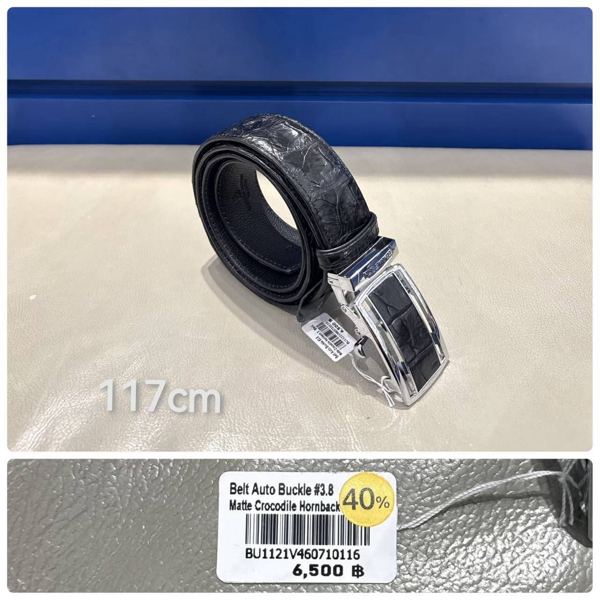 117cm
Belt Auto Buckle #3.8
Matte Crocodile Hornback
40%
BU1121V460710116
6,500 ฿